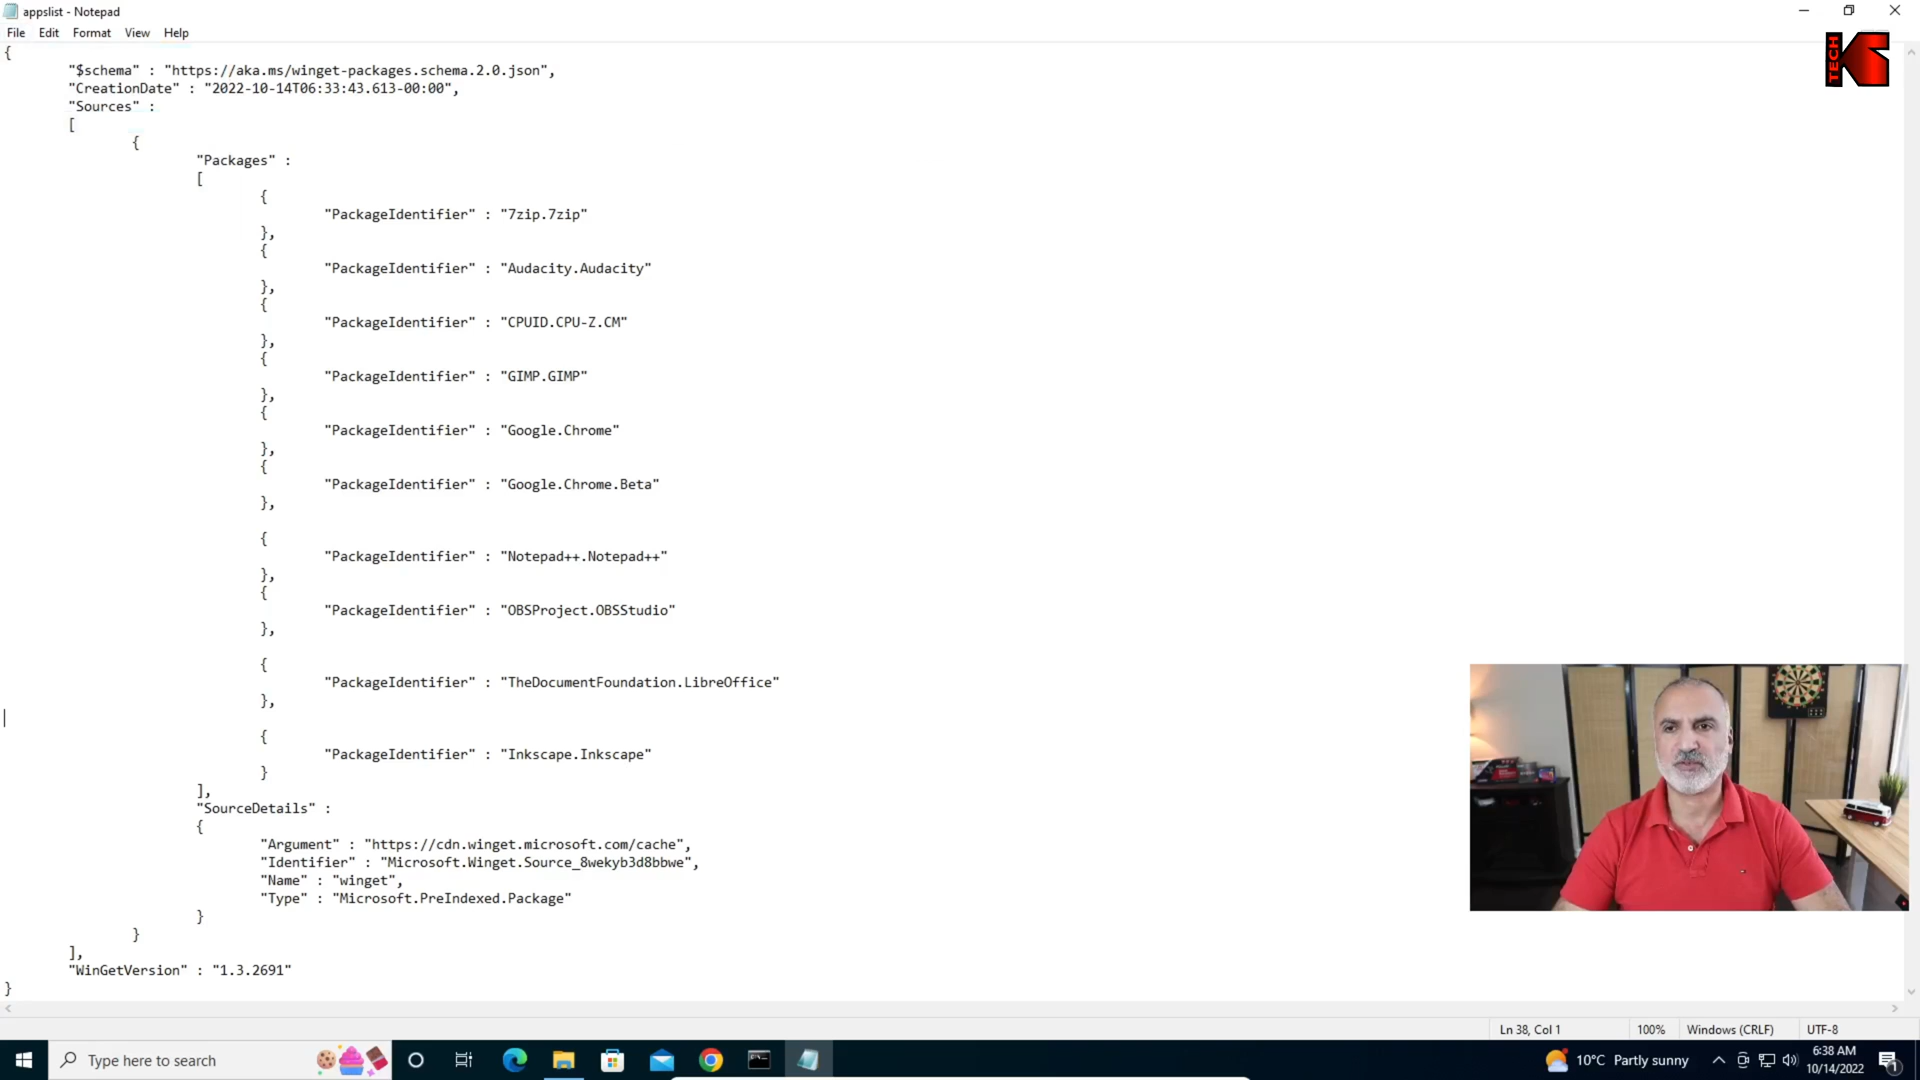 appslist - Notepad
File Edit Format View Help
TECH K
{
"$schema" : "https://aka.ms/winget-packages.schema.2.0.json",
"CreationDate" : "2022-10-14T06:33:43.613-00:00",
"Sources" :
[
{
"Packages" :
[
{
"PackageIdentifier" : "7zip.7zip"
},
{
"PackageIdentifier" : "Audacity.Audacity"
},
{
"PackageIdentifier" : "CPUID.CPU-Z.CM"
},
{
"PackageIdentifier" : "GIMP.GIMP"
},
{
"PackageIdentifier" : "Google.Chrome"
},
{
"PackageIdentifier" : "Google.Chrome.Beta"
},
{
"PackageIdentifier" : "Notepad++.Notepad++"
},
{
"PackageIdentifier" : "OBSProject.OBSStudio"
},
{
"PackageIdentifier" : "TheDocumentFoundation.LibreOffice"
},
{
"PackageIdentifier" : "Inkscape.Inkscape"
}
],
"SourceDetails" :
{
"Argument" : "https://cdn.winget.microsoft.com/cache",
"Identifier" : "Microsoft.Winget.Source_8wekyb3d8bbwe",
"Name" : "winget",
"Type" : "Microsoft.PreIndexed.Package"
}
}
],
"WinGetVersion" : "1.3.2691"
}
Ln 38, Col 1 100% Windows (CRLF) UTF-8
Type here to search
10°C Partly sunny
6:38 AM
10/14/2022
1